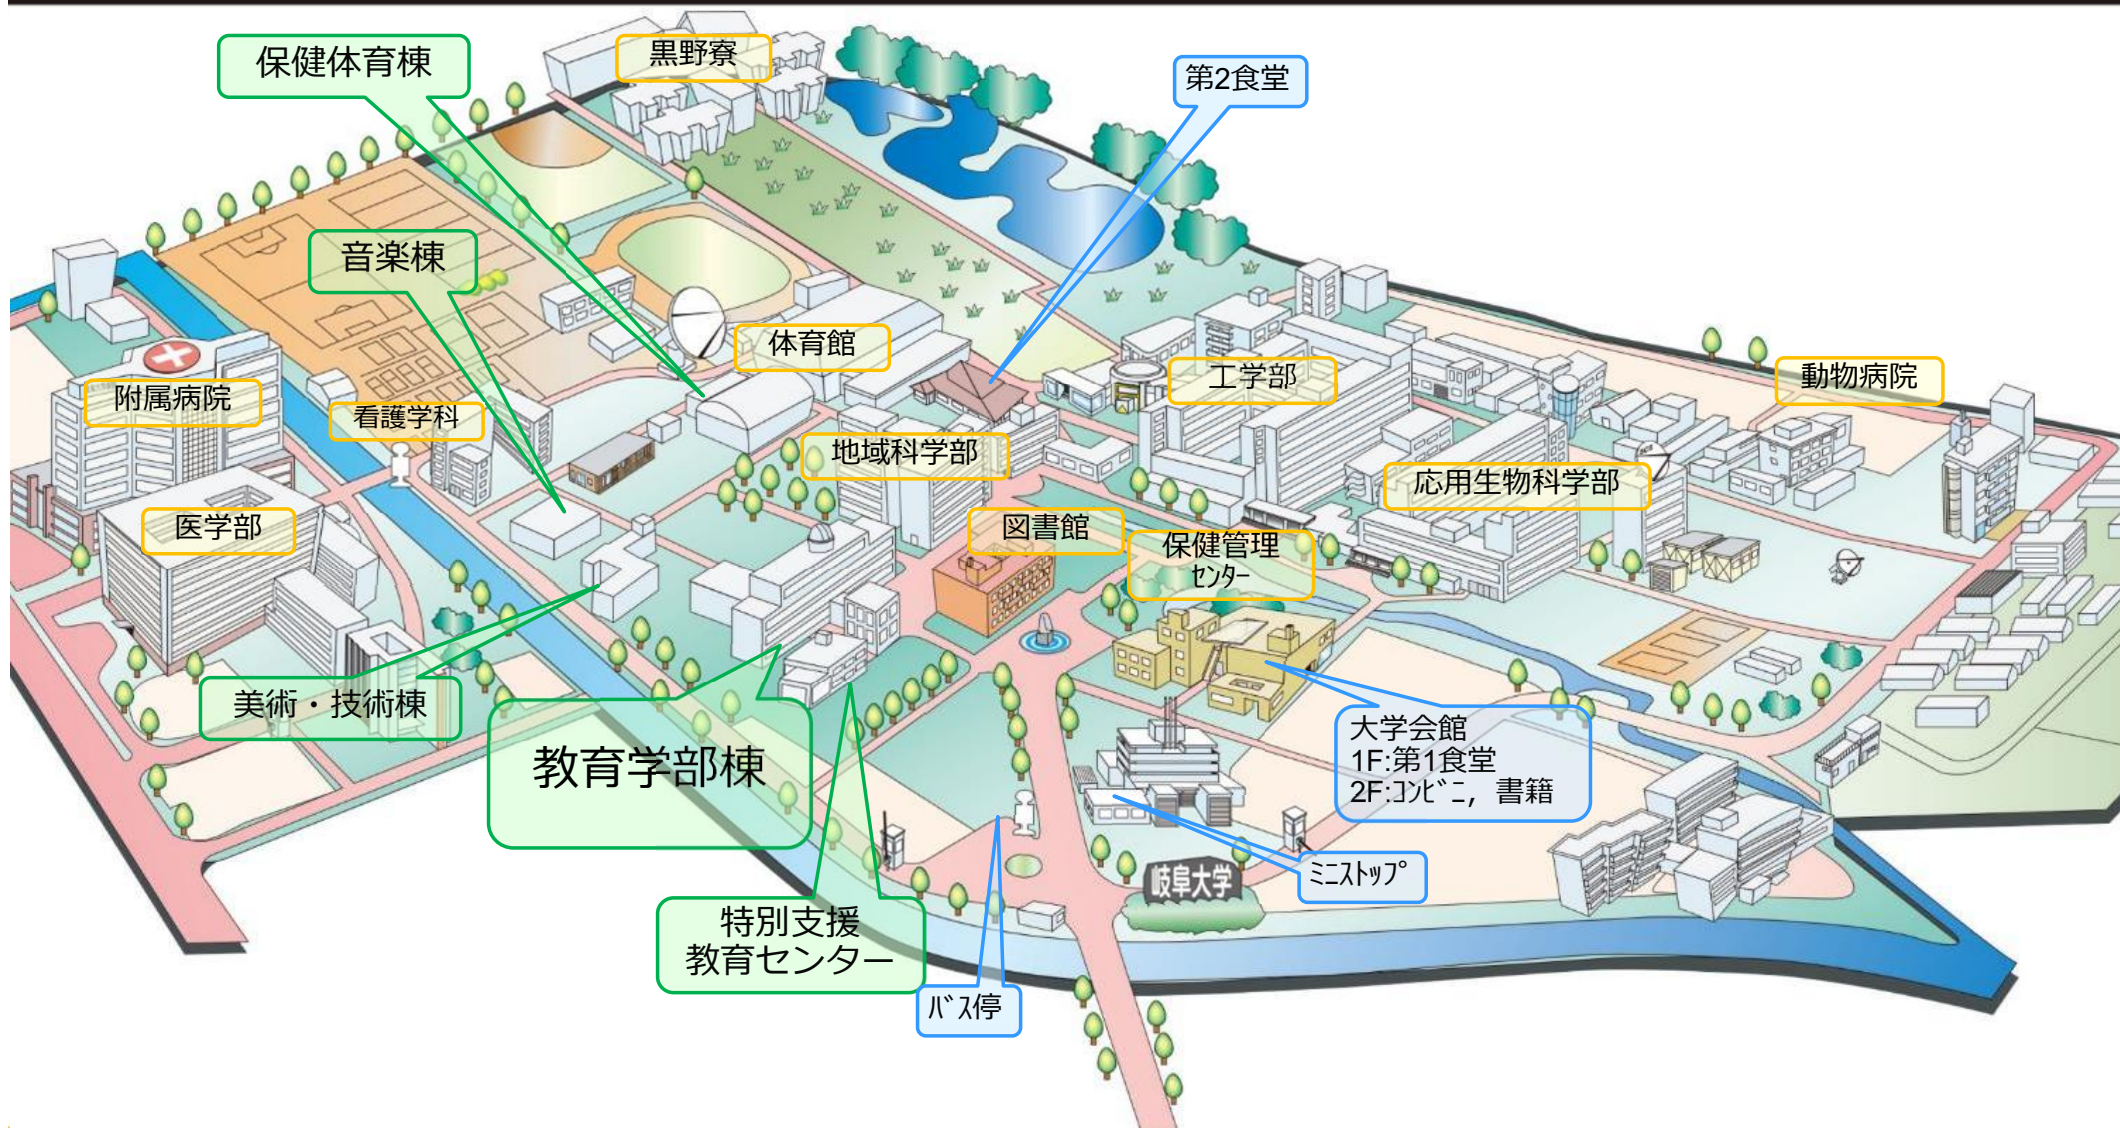 黒野寮
保健体育棟
第2食堂
音楽棟
体育館
工学部
動物病院
附属病院
看護学科
地域科学部
応用生物科学部
医学部
図書館
保健管理
ｾﾝﾀｰ
美術・技術棟
教育学部棟
大学会館
1F:第1食堂
2F:ｺﾝﾋﾞﾆ，書籍
ﾐﾆｽﾄｯﾌﾟ
岐阜大学
特別支援
教育センター
ﾊﾞｽ停